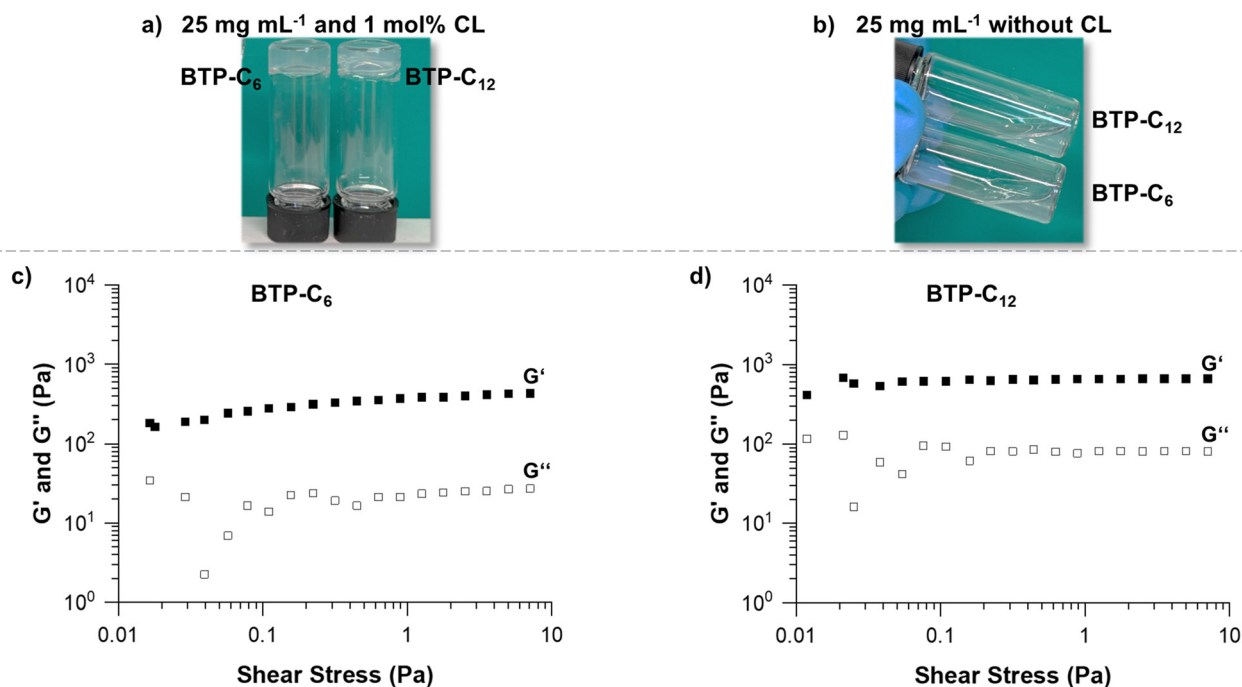 a) 25 mg mL⁻¹ and 1 mol% CL
BTP-C₆
BTP-C₁₂
b) 25 mg mL⁻¹ without CL
BTP-C₁₂
BTP-C₆
c)
BTP-C₆
G' and G'' (Pa)
10⁴
10³
10²
10¹
10⁰
G‘
G‘‘
0.01 0.1 1 10
Shear Stress (Pa)
d)
BTP-C₁₂
G' and G'' (Pa)
10⁴
10³
10²
10¹
10⁰
G‘
G‘‘
0.01 0.1 1 10
Shear Stress (Pa)